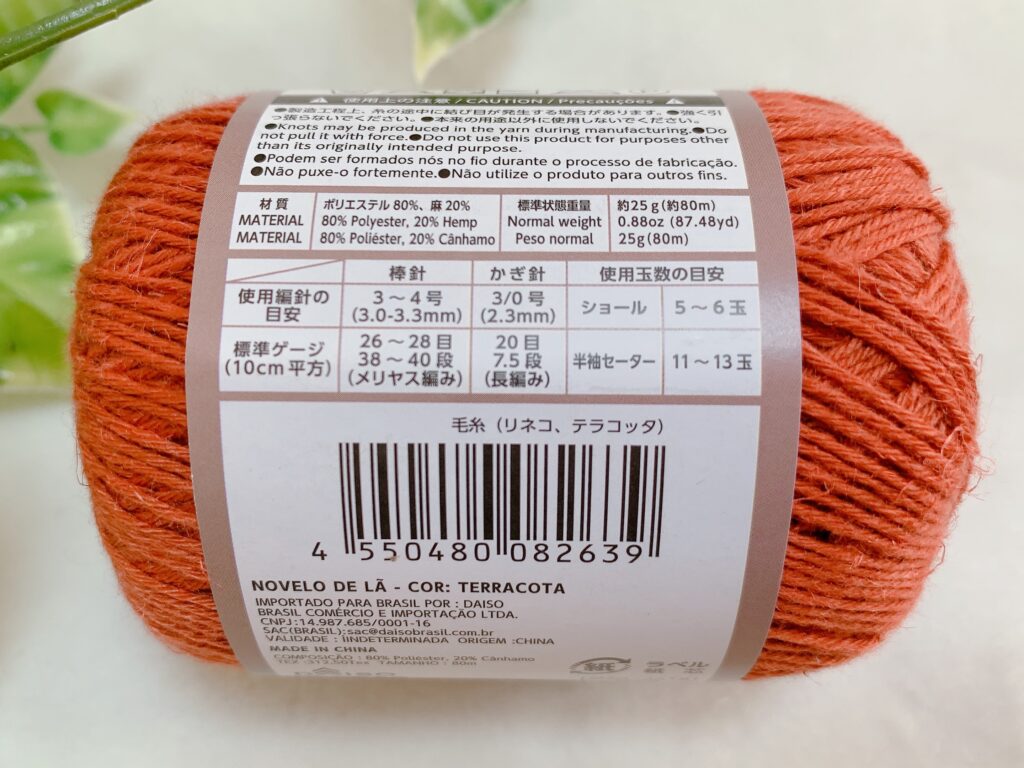 使用上の注意 / CAUTION / Precauções
●製造工程上、糸の途中に結び目が発生する場合があります。●強く引
っ張らないでください。●本来の用途以外に使用しないでください。
●Knots may be produced in the yarn during manufacturing.●Do
not pull it with force.●Do not use this product for purposes other
than its originally intended purpose.
●Podem ser formados nós no fio durante o processo de fabricação.
●Não puxe-o fortemente.●Não utilize o produto para outros fins.
材質 ポリエステル80%、麻20% 標準状態重量 約25g(約80m)
MATERIAL 80% Polyester, 20% Hemp Normal weight 0.88oz (87.48yd)
MATERIAL 80% Poliéster, 20% Cânhamo Peso normal 25g(80m)
棒針 かぎ針 使用玉数の目安
使用編針の 3～4号 3/0号 ショール 5～6玉
目安 (3.0-3.3mm) (2.3mm)
標準ゲージ 26～28目 20目 半袖セーター 11～13玉
(10cm平方) 38～40段 7.5段
(メリヤス編み) (長編み)
毛糸（リネコ、テラコッタ）
4 550480 082639
NOVELO DE LÃ - COR: TERRACOTA
IMPORTADO PARA BRASIL POR : DAISO
BRASIL COMÉRCIO E IMPORTAÇÃO LTDA.
CNPJ:14.987.685/0001-16
SAC(BRASIL):sac@daisobrasil.com.br
VALIDADE : IINDETERMINADA ORIGEM :CHINA
MADE IN CHINA
COMPOSIÇÃO : 80% Poliéster, 20% Cânhamo
TEX :312.50Tex TAMANHO : 80m
紙 ラベル
DAISO 紙 芯